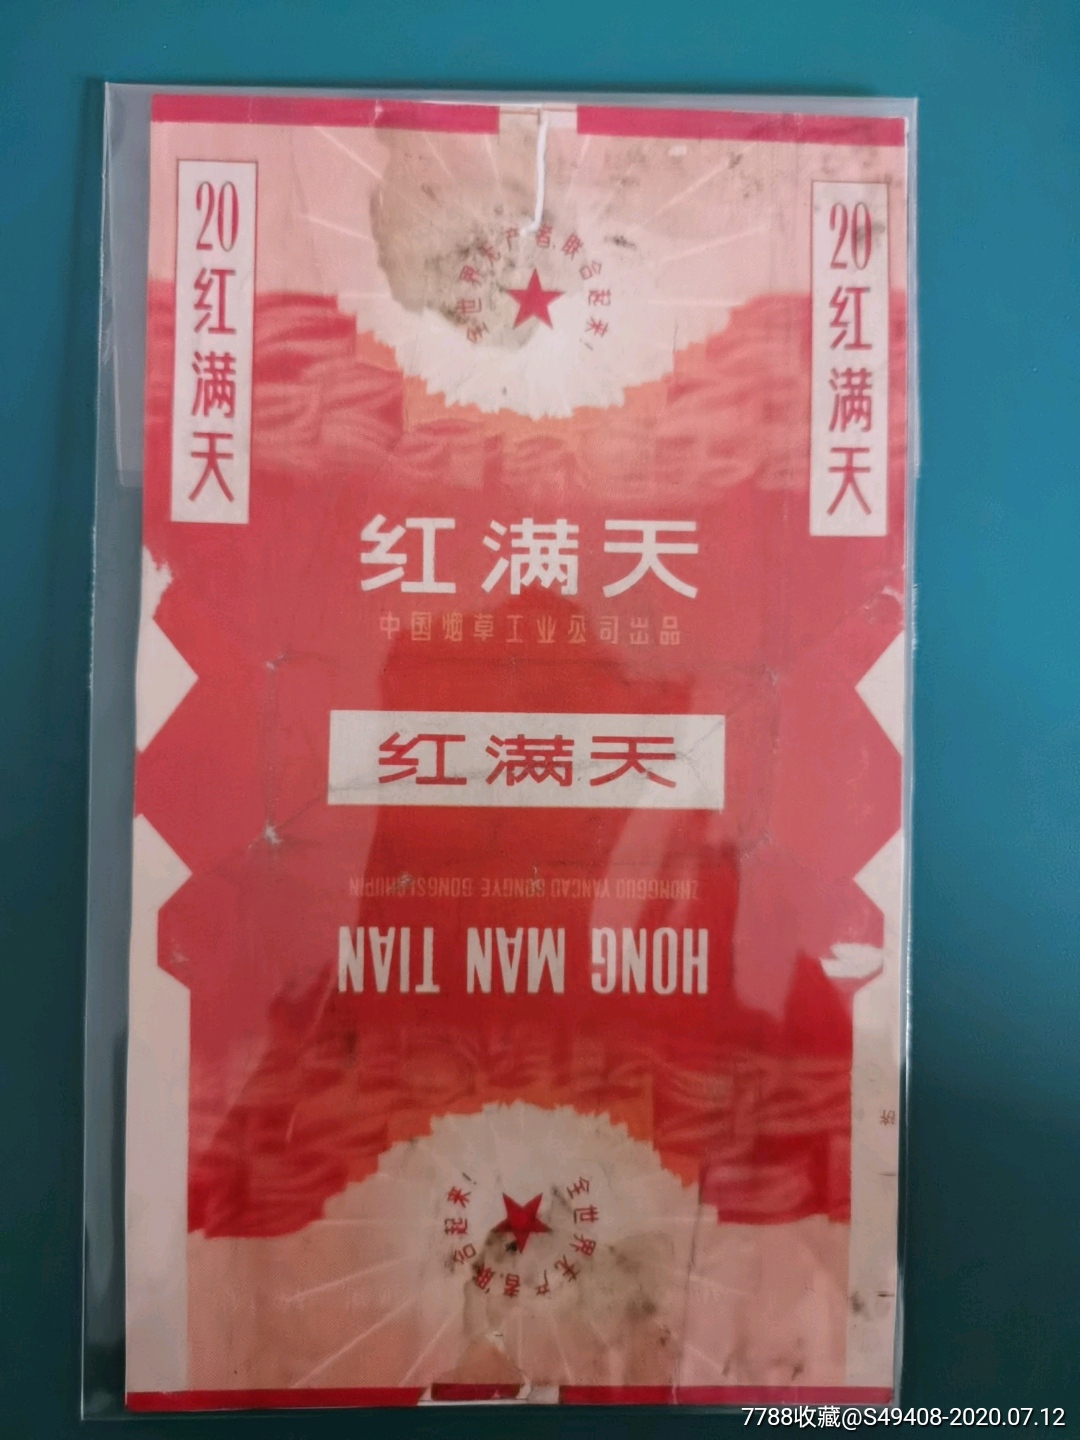 20红满天
20红满天
全世界无产者联合起来!
红满天
中国烟草工业公司出品
红满天
ZHONGGUO YANCAO GONGYE GONGSI CHUPIN
HONG MAN TIAN
全世界无产者联合起来!
7788收藏@S49408-2020.07.12